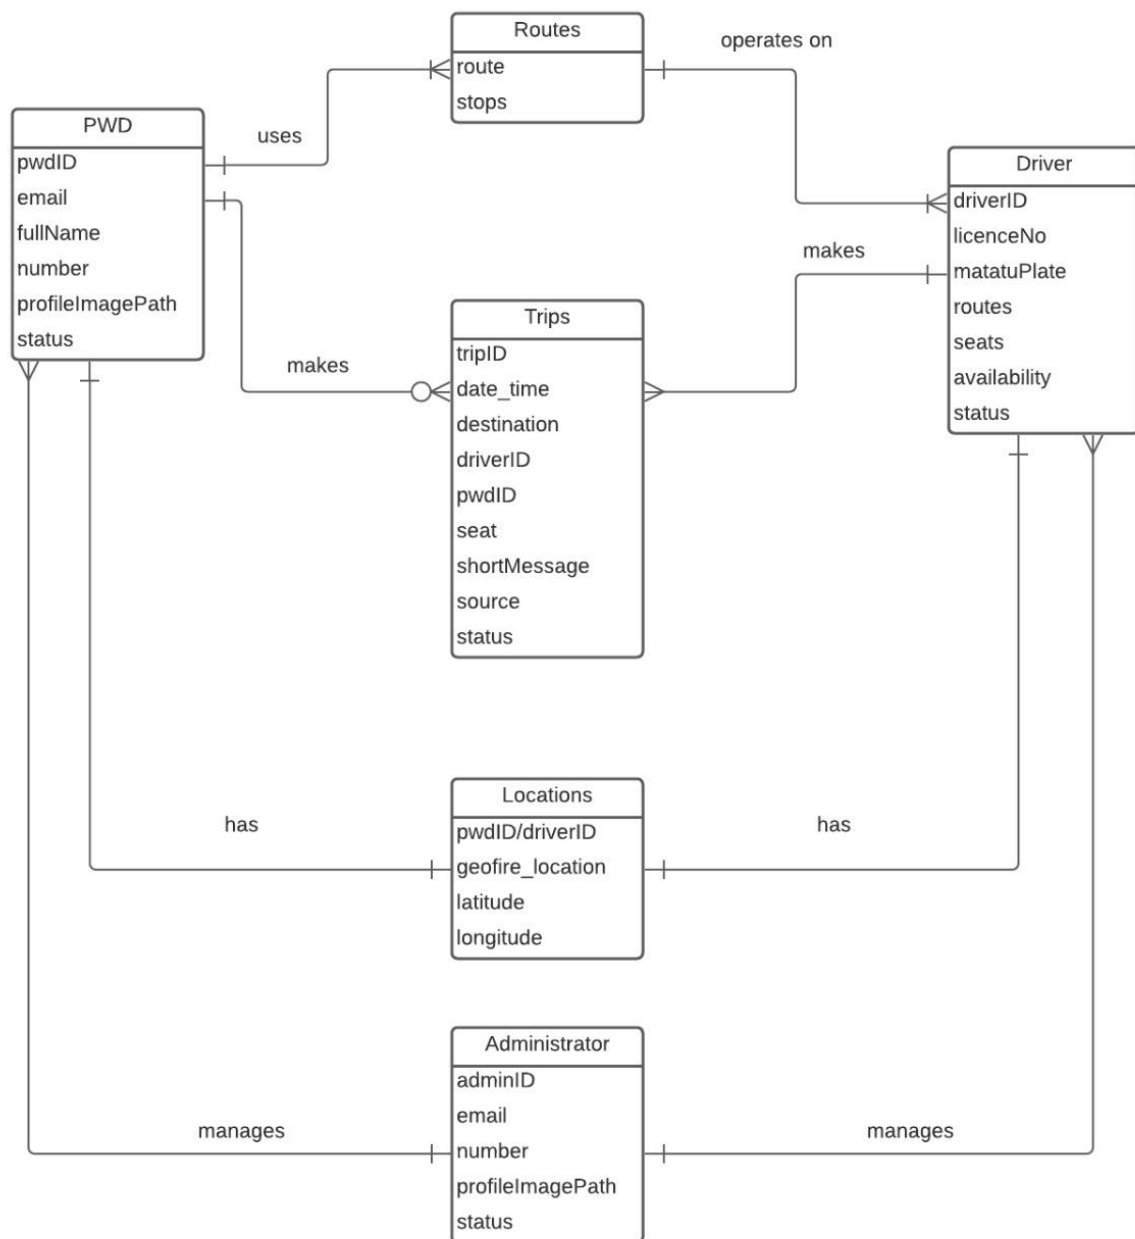 Routes
route
stops
operates on
uses
PWD
pwdID
email
fullName
number
profileImagePath
status
Driver
driverID
licenceNo
matatuPlate
routes
seats
availability
status
makes
makes
Trips
tripID
date_time
destination
driverID
pwdID
seat
shortMessage
source
status
has
Locations
pwdID/driverID
geofire_location
latitude
longitude
has
manages
Administrator
adminID
email
number
profileImagePath
status
manages